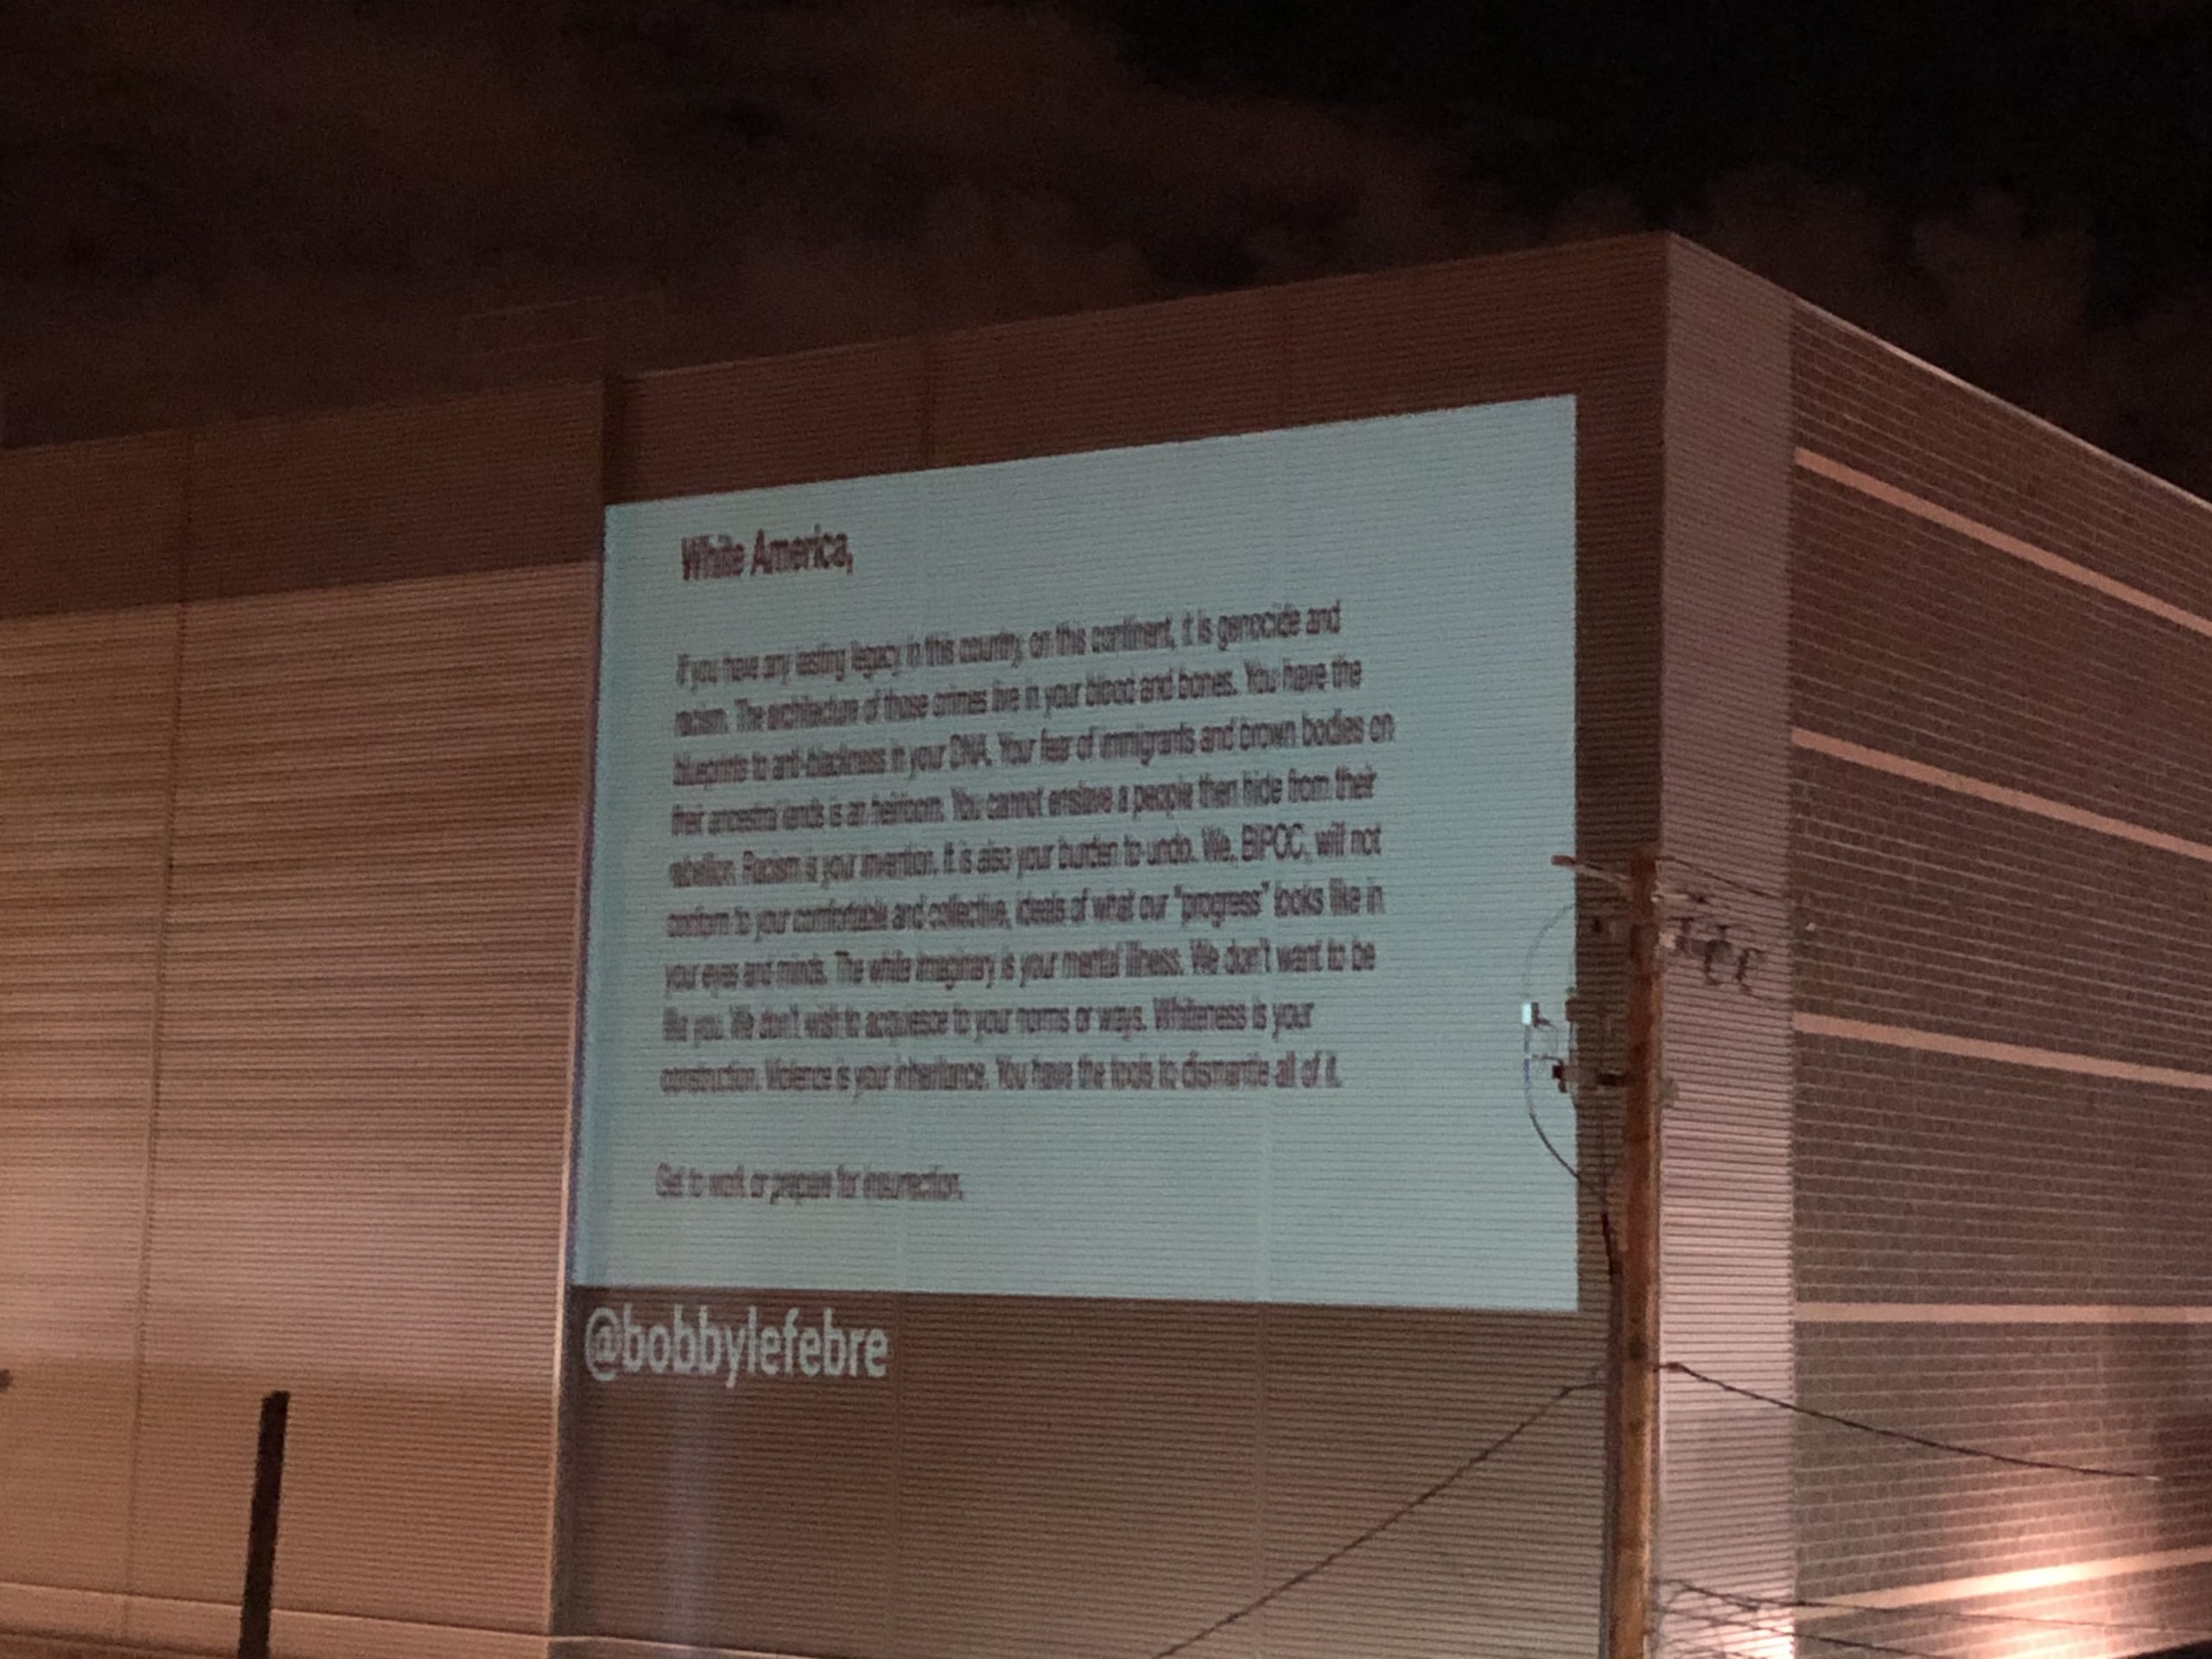 White America,
If you have any lasting legacy in this country, on this continent, it is genocide and
racism. The architecture of those crimes live in your blood and bones. You have the
blueprints to anti-blackness in your DNA. Your fear of immigrants and brown bodies on
their ancestral lands is an heirloom. You cannot enslave a people then hide from their
rebellion. Racism is your invention. It is also your burden to undo. We, BIPOC, will not
conform to your comfortable and collective, ideals of what our "progress" looks like in
your eyes and minds. The white imaginary is your mental illness. We don't want to be
like you. We don't wish to acquiesce to your norms or ways. Whiteness is your
construction. Violence is your inheritance. You have the tools to dismantle all of it.
Get to work or prepare for insurrection.
@bobbylefebre